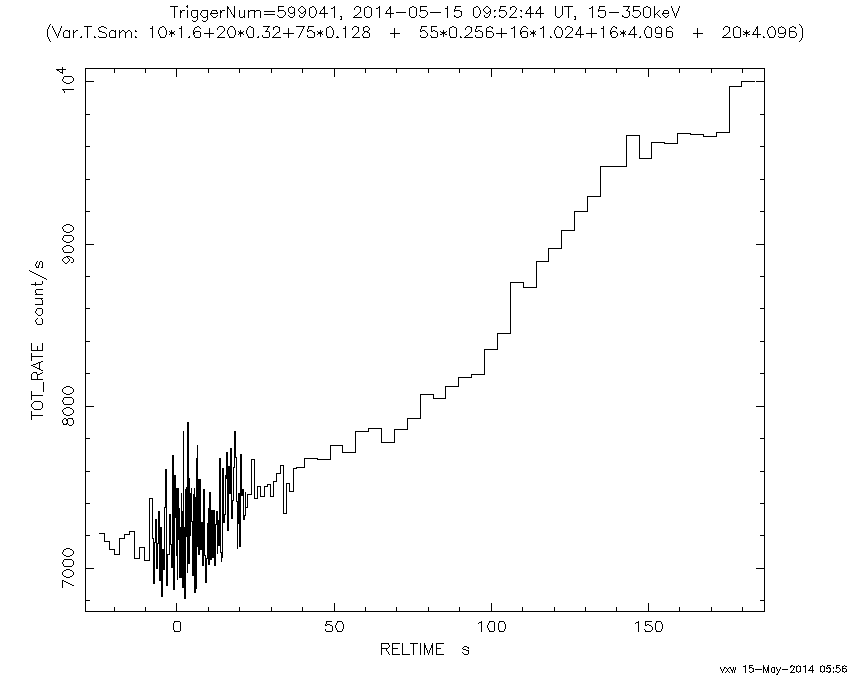 TriggerNum=599041, 2014-05-15 09:52:44 UT, 15-350keV
(Var.T.Sam: 10*1.6+20*0.32+75*0.128 + 55*0.256+16*1.024+16*4.096 + 20*4.096)
10⁴
9000
8000
7000
TOT_RATE count/s
0 50 100 150
RELTIME s
vxw 15-May-2014 05:56